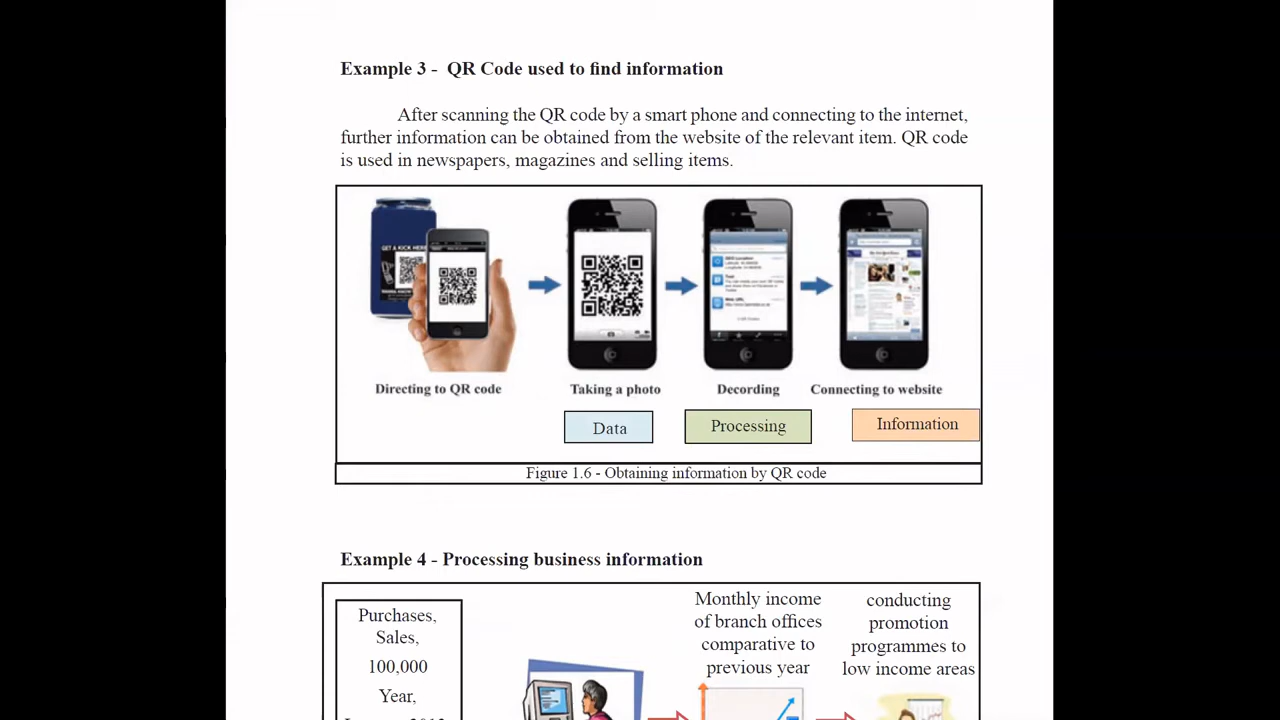 Example 3 - QR Code used to find information
After scanning the QR code by a smart phone and connecting to the internet,
further information can be obtained from the website of the relevant item. QR code
is used in newspapers, magazines and selling items.
GET A KICK HERE
Directing to QR code
Taking a photo
Decording
Connecting to website
Data
Processing
Information
Figure 1.6 - Obtaining information by QR code
Example 4 - Processing business information
Purchases,
Sales,
100,000
Year,
Monthly income
of branch offices
comparative to
previous year
conducting
promotion
programmes to
low income areas